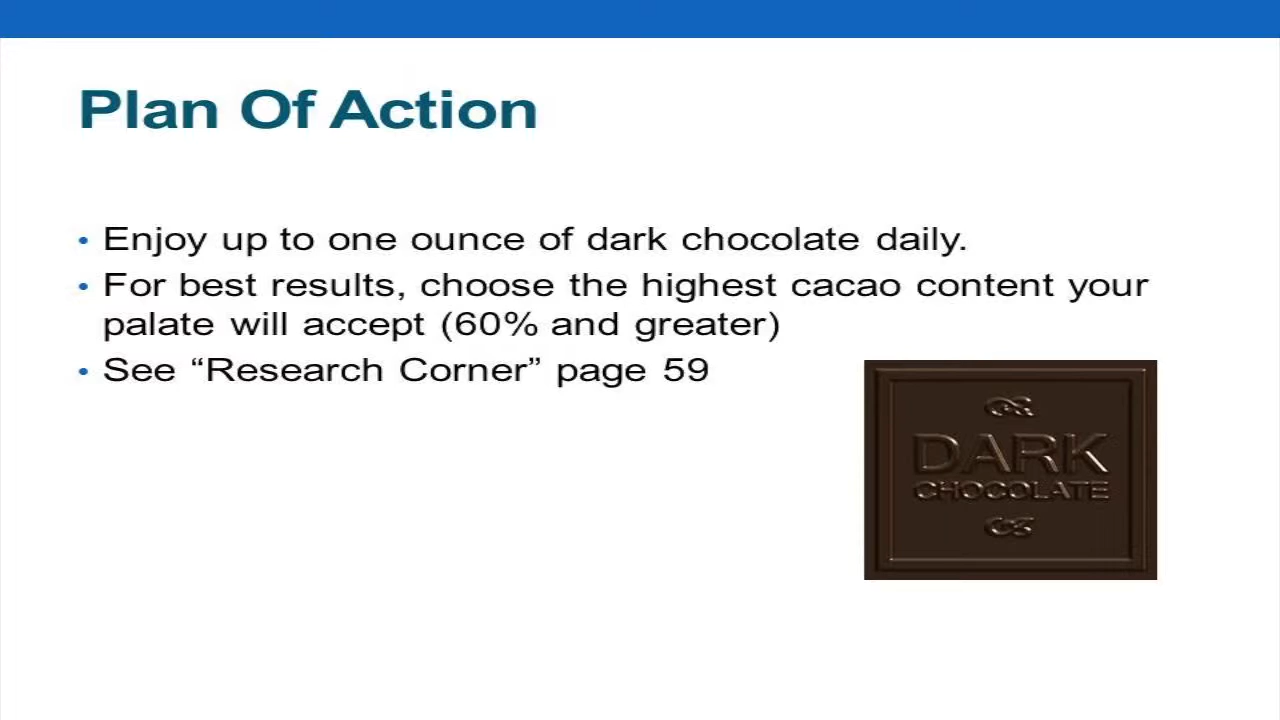 Plan Of Action
• Enjoy up to one ounce of dark chocolate daily.
• For best results, choose the highest cacao content your
palate will accept (60% and greater)
• See “Research Corner” page 59
DARK
CHOCOLATE